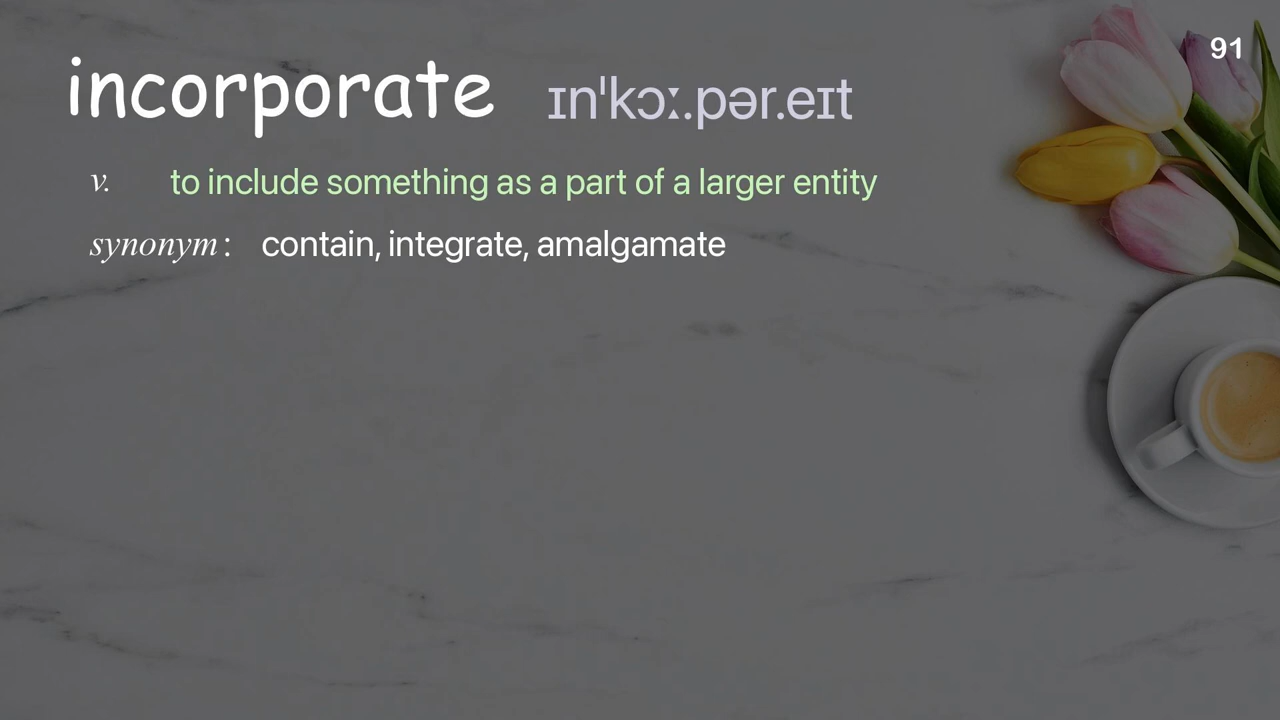 91
incorporate ɪnˈkɔː.pər.eɪt
v. to include something as a part of a larger entity
synonym: contain, integrate, amalgamate